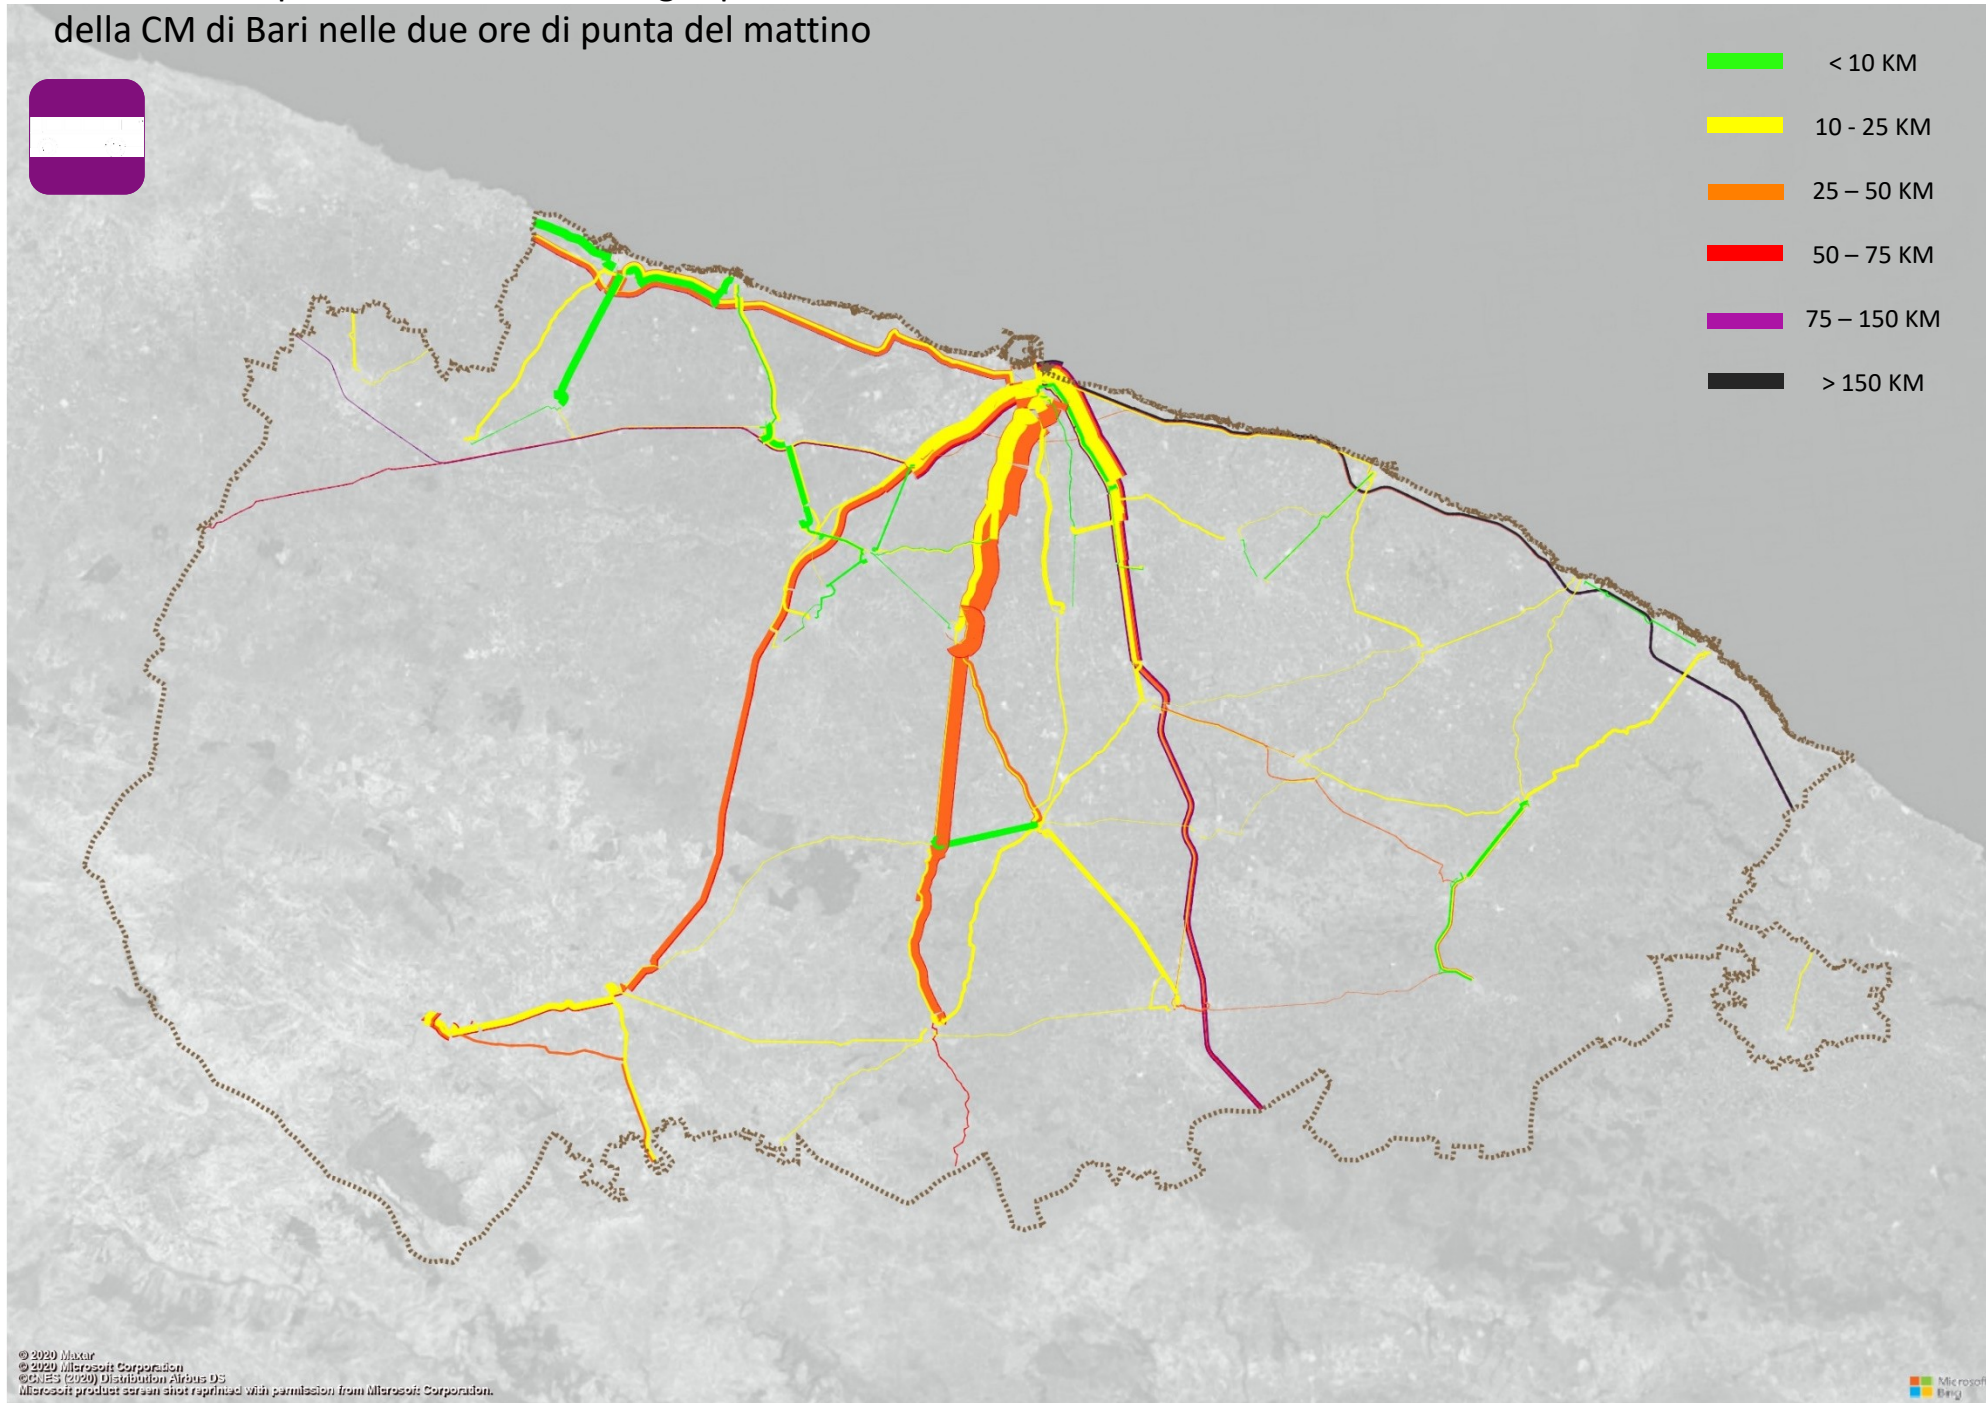 della CM di Bari nelle due ore di punta del mattino
< 10 KM
10 - 25 KM
25 – 50 KM
50 – 75 KM
75 – 150 KM
> 150 KM
© 2020 Maxar
© 2020 Microsoft Corporation
©CNES (2020) Distribution Airbus DS
Microsoft product screen shot reprinted with permission from Microsoft Corporation.
Microsoft
Bing